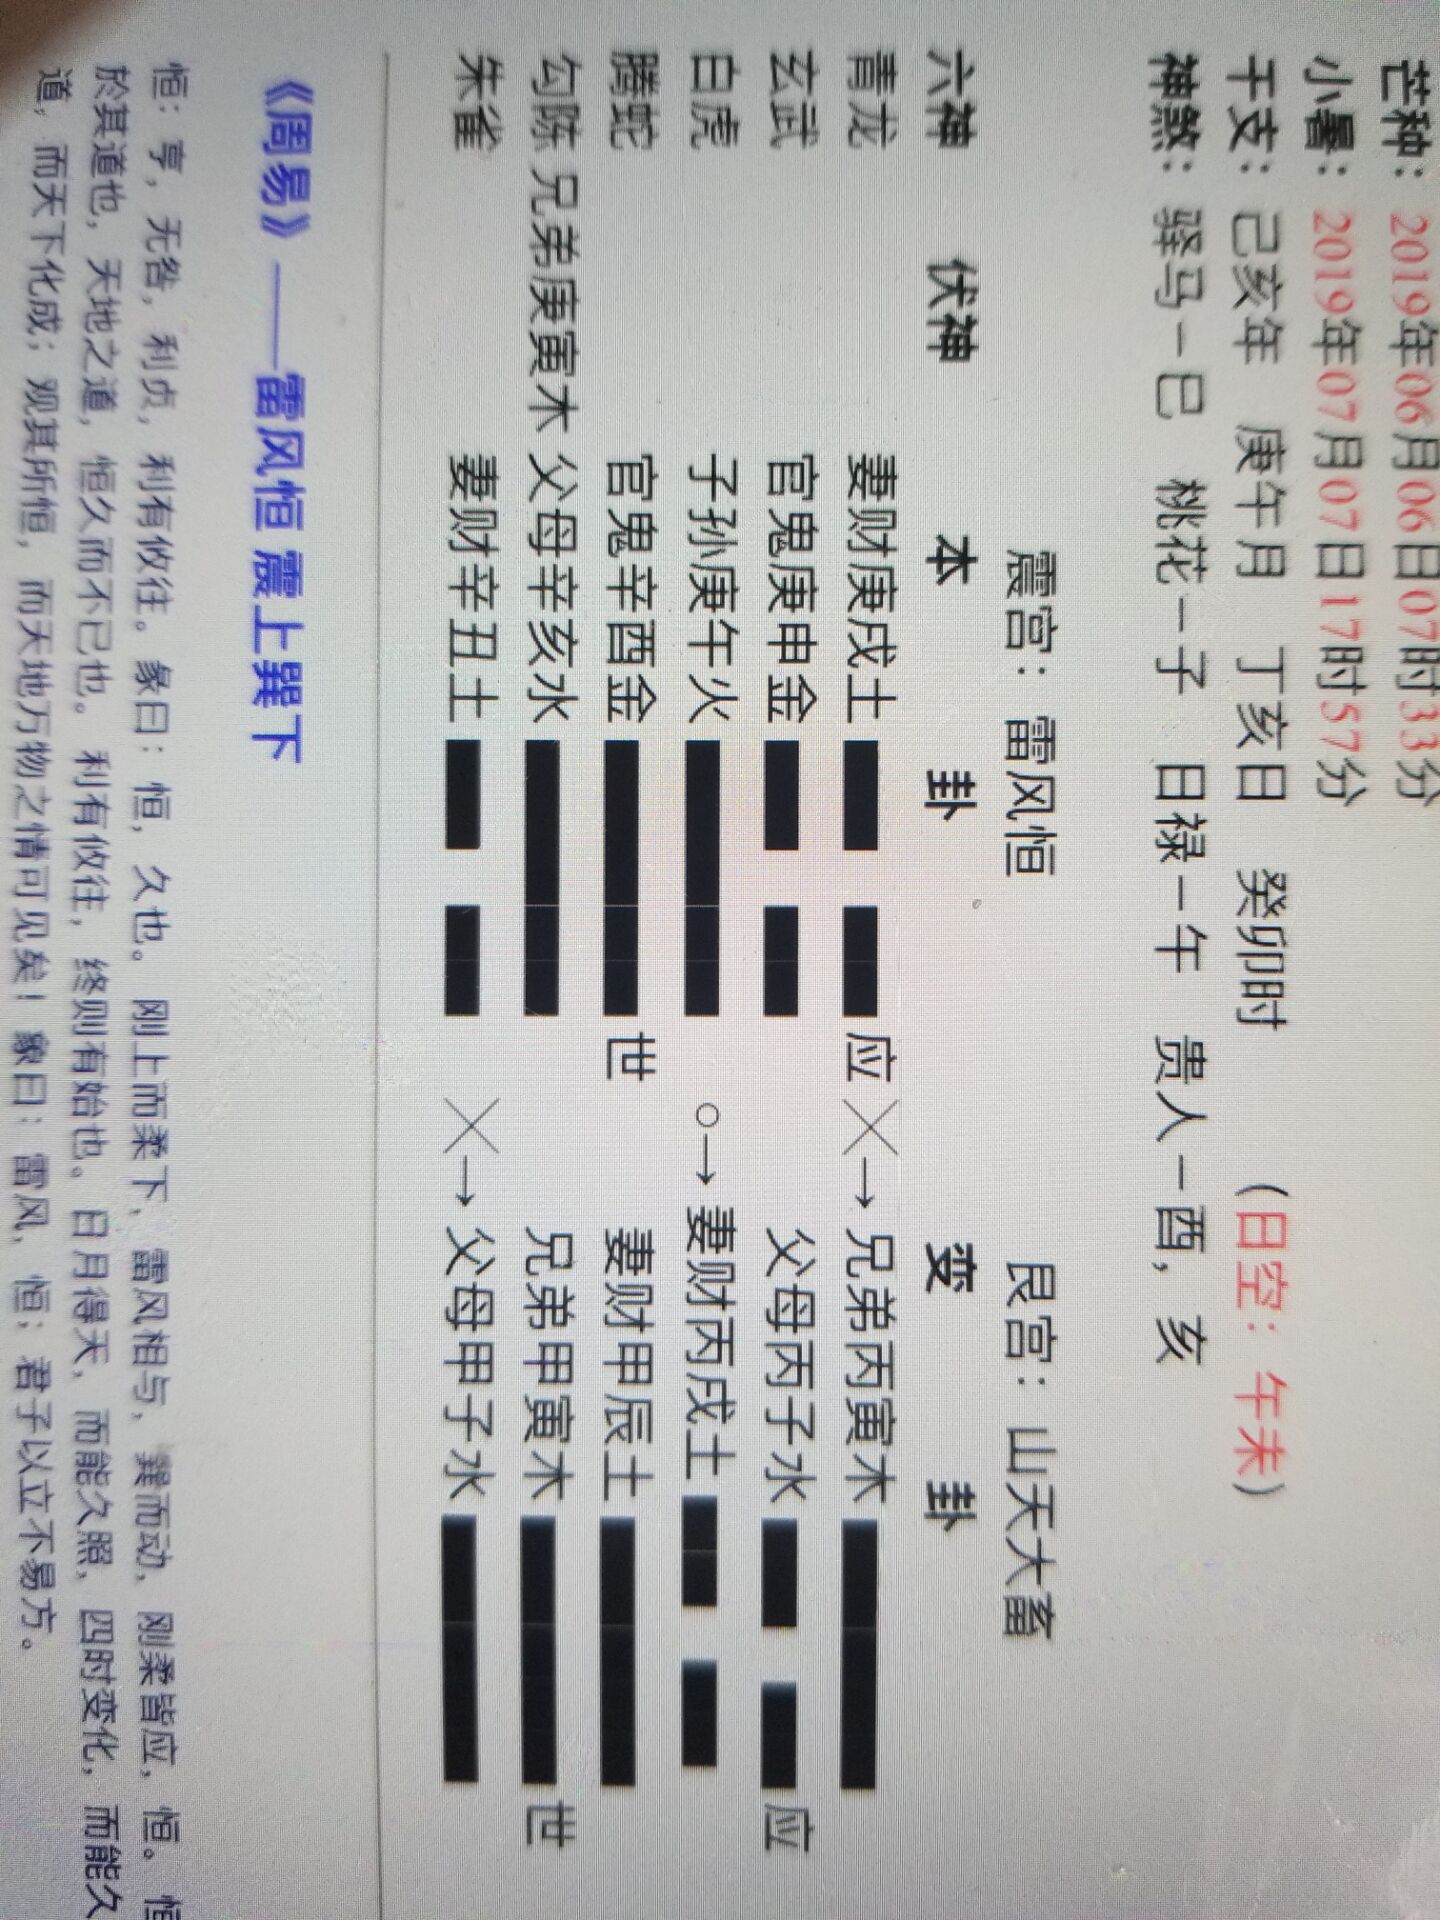 芒种：2019年06月06日07时33分
小暑：2019年07月07日17时57分
干支：己亥年 庚午月 丁亥日 癸卯时 （日空：午未）
神煞：驿马－巳 桃花－子 日禄－午 贵人－酉，亥
震宫：雷风恒 艮宫：山天大畜
六神 伏神 本 卦 变 卦
青龙 妻财庚戌土 应 ×→ 兄弟丙寅木
玄武 官鬼庚申金 父母丙子水 应
白虎 子孙庚午火 ○→ 妻财丙戌土
腾蛇 官鬼辛酉金 世 妻财甲辰土
勾陈 兄弟庚寅木 父母辛亥水 兄弟甲寅木 世
朱雀 妻财辛丑土 ×→ 父母甲子水
《周易》——雷风恒 震上巽下
恒：亨，无咎，利贞，利有攸往。彖曰：恒，久也。刚上而柔下，雷风相与，巽而动，刚柔皆应，恒。
於其道也，天地之道，恒久而不已也。利有攸往，终则有始也。日月得天，而能久照，四时变化，而能久
道，而天下化成；观其所恒，而天地万物之情可见矣！象曰：雷风，恒；君子以立不易方。